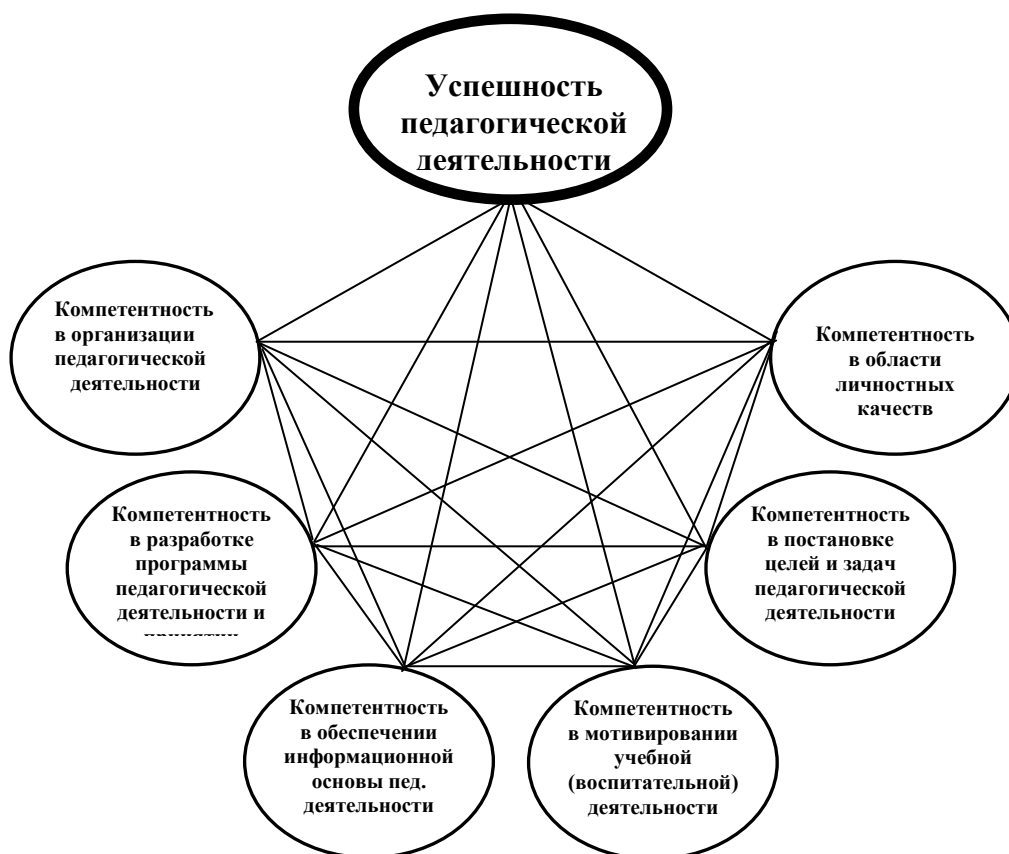 Успешность
педагогической
деятельности
Компетентность
в организации
педагогической
деятельности
Компетентность
в области
личностных
качеств
Компетентность
в разработке
программы
педагогической
деятельности и
Компетентность
в постановке
целей и задач
педагогической
деятельности
Компетентность
в обеспечении
информационной
основы пед.
деятельности
Компетентность
в мотивировании
учебной
(воспитательной)
деятельности